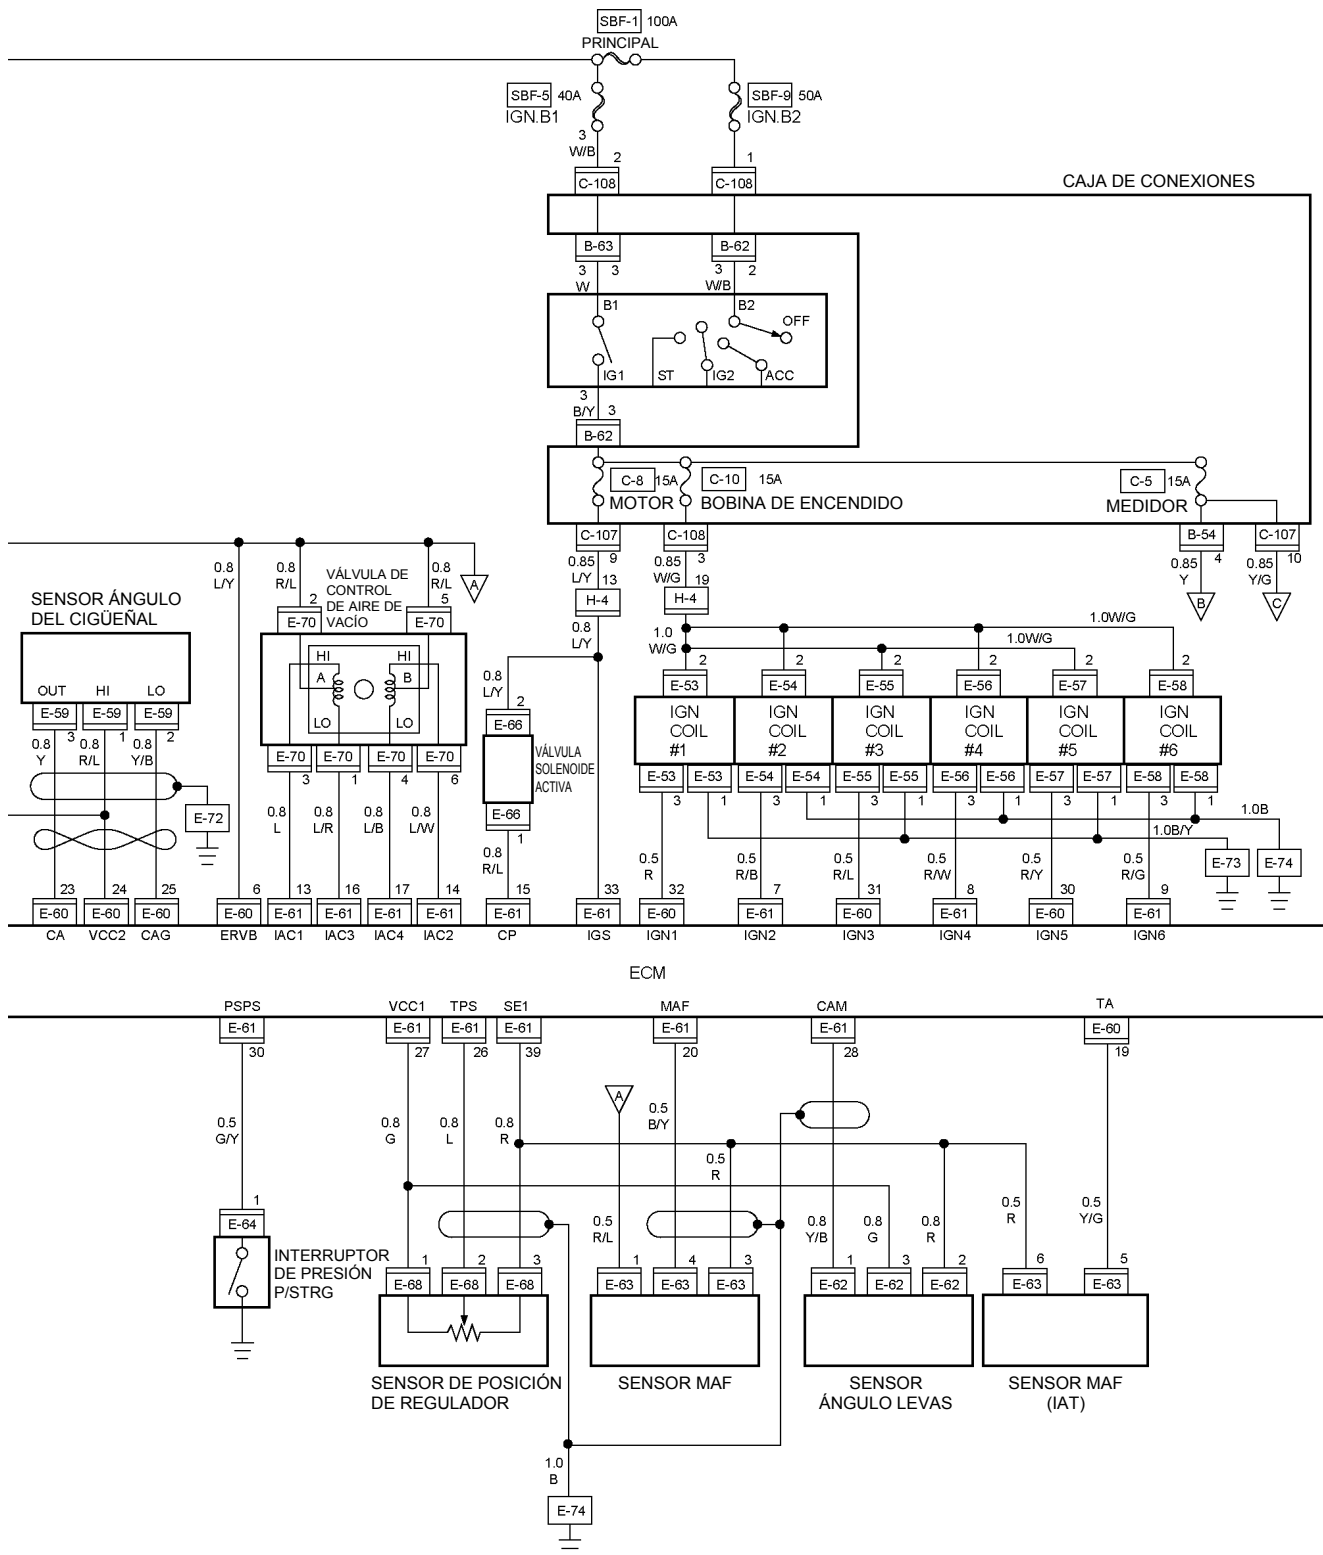 SBF-1 100A
PRINCIPAL
SBF-5 40A
IGN.B1
SBF-9 50A
IGN.B2
3
W/B
2
1
C-108
C-108
CAJA DE CONEXIONES
B-63
B-62
3
3
3
2
W
W/B
B1
B2
OFF
IG1
ST
IG2
ACC
3
B/Y
3
B-62
C-8 15A
MOTOR
C-10 15A
BOBINA DE ENCENDIDO
C-5 15A
MEDIDOR
C-107
C-108
B-54
C-107
0.85
L/Y
9
0.85
W/G
3
0.85
Y
4
0.85
Y/G
10
13
19
H-4
H-4
A
B
C
0.8
L/Y
0.8
R/L
2
VÁLVULA DE
CONTROL
DE AIRE DE
VACÍO
0.8
R/L
5
E-70
E-70
HI
HI
A
B
LO
LO
E-70
E-70
E-70
E-70
3
1
4
6
0.8
L
0.8
L/R
0.8
L/B
0.8
L/W
SENSOR ÁNGULO
DEL CIGÜEÑAL
OUT
HI
LO
E-59
E-59
E-59
0.8
Y
3
0.8
R/L
1
0.8
Y/B
2
E-72
0.8
L/Y
0.8
L/Y
2
E-66
VÁLVULA
SOLENOIDE
ACTIVA
E-66
1
0.8
R/L
1.0
W/G
1.0W/G
1.0W/G
2
2
2
2
2
2
E-53
E-54
E-55
E-56
E-57
E-58
IGN
COIL
#1
IGN
COIL
#2
IGN
COIL
#3
IGN
COIL
#4
IGN
COIL
#5
IGN
COIL
#6
E-53
E-53
E-54
E-54
E-55
E-55
E-56
E-56
E-57
E-57
E-58
E-58
3
1
3
1
3
1
3
1
3
1
3
1
1.0B
1.0B/Y
E-73
E-74
0.5
R
0.5
R/B
0.5
R/L
0.5
R/W
0.5
R/Y
0.5
R/G
23
24
25
6
13
16
17
14
15
33
32
7
31
8
30
9
E-60
E-60
E-60
E-60
E-61
E-61
E-61
E-61
E-61
E-61
E-60
E-61
E-60
E-61
E-60
E-61
CA
VCC2
CAG
ERVB
IAC1
IAC3
IAC4
IAC2
CP
IGS
IGN1
IGN2
IGN3
IGN4
IGN5
IGN6
ECM
PSPS
VCC1
TPS
SE1
MAF
CAM
TA
E-61
E-61
E-61
E-61
E-61
E-61
E-60
30
27
26
39
20
28
19
0.5
G/Y
0.8
G
0.8
L
0.8
R
A
0.5
B/Y
0.5
R
0.5
R/L
0.8
Y/B
0.8
G
0.8
R
0.5
R
0.5
Y/G
1
E-64
INTERRUPTOR
DE PRESIÓN
P/STRG
1
2
3
1
4
3
1
3
2
6
5
E-68
E-68
E-68
E-63
E-63
E-63
E-62
E-62
E-62
E-63
E-63
SENSOR DE POSICIÓN
DE REGULADOR
SENSOR MAF
SENSOR
ÁNGULO LEVAS
SENSOR MAF
(IAT)
1.0
B
E-74